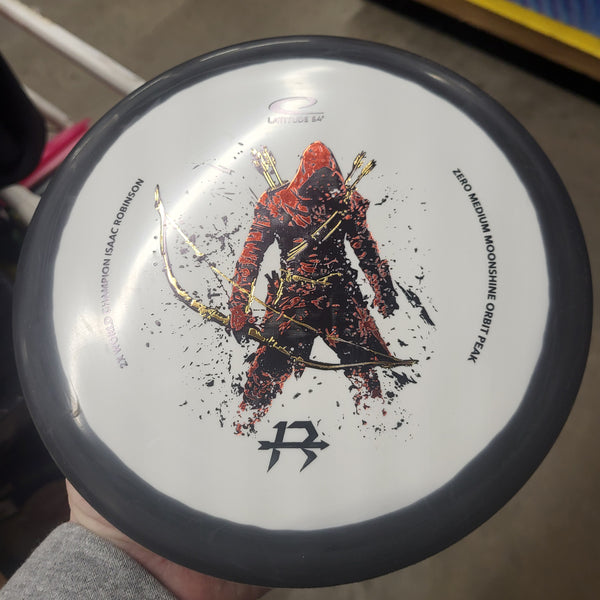 LATITUDE 64°
2X WORLD CHAMPION ISAAC ROBINSON
ZERO MEDIUM MOONSHINE ORBIT PEAK